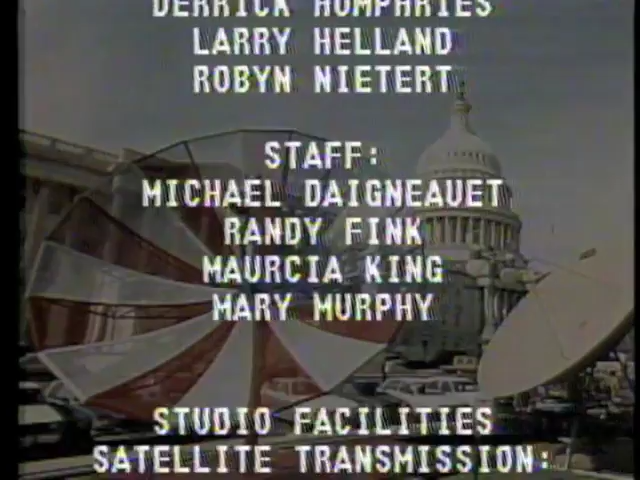 DERRICK HUMPHRIES
LARRY HELLAND
ROBYN NIETERT
STAFF:
MICHAEL DAIGNEAUET
RANDY FINK
MAURCIA KING
MARY MURPHY
STUDIO FACILITIES
SATELLITE TRANSMISSION: